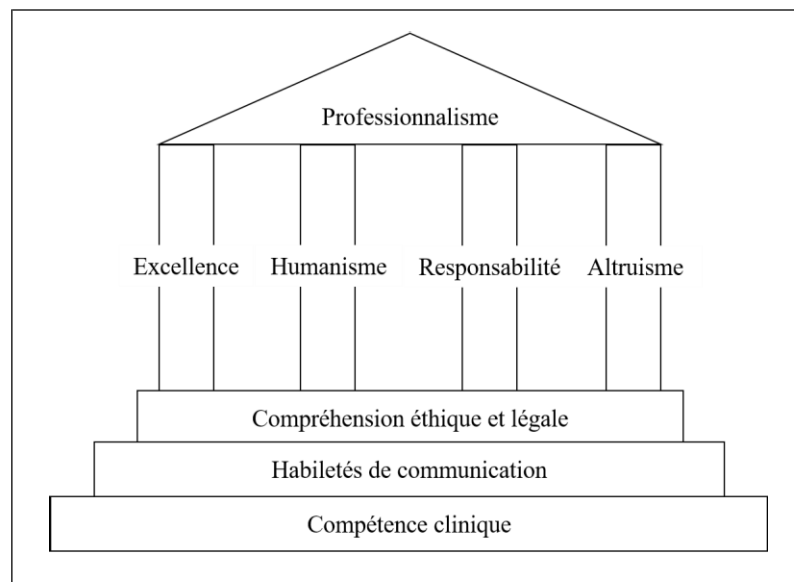 Professionnalisme
Excellence Humanisme Responsabilité Altruisme
Compréhension éthique et légale
Habiletés de communication
Compétence clinique